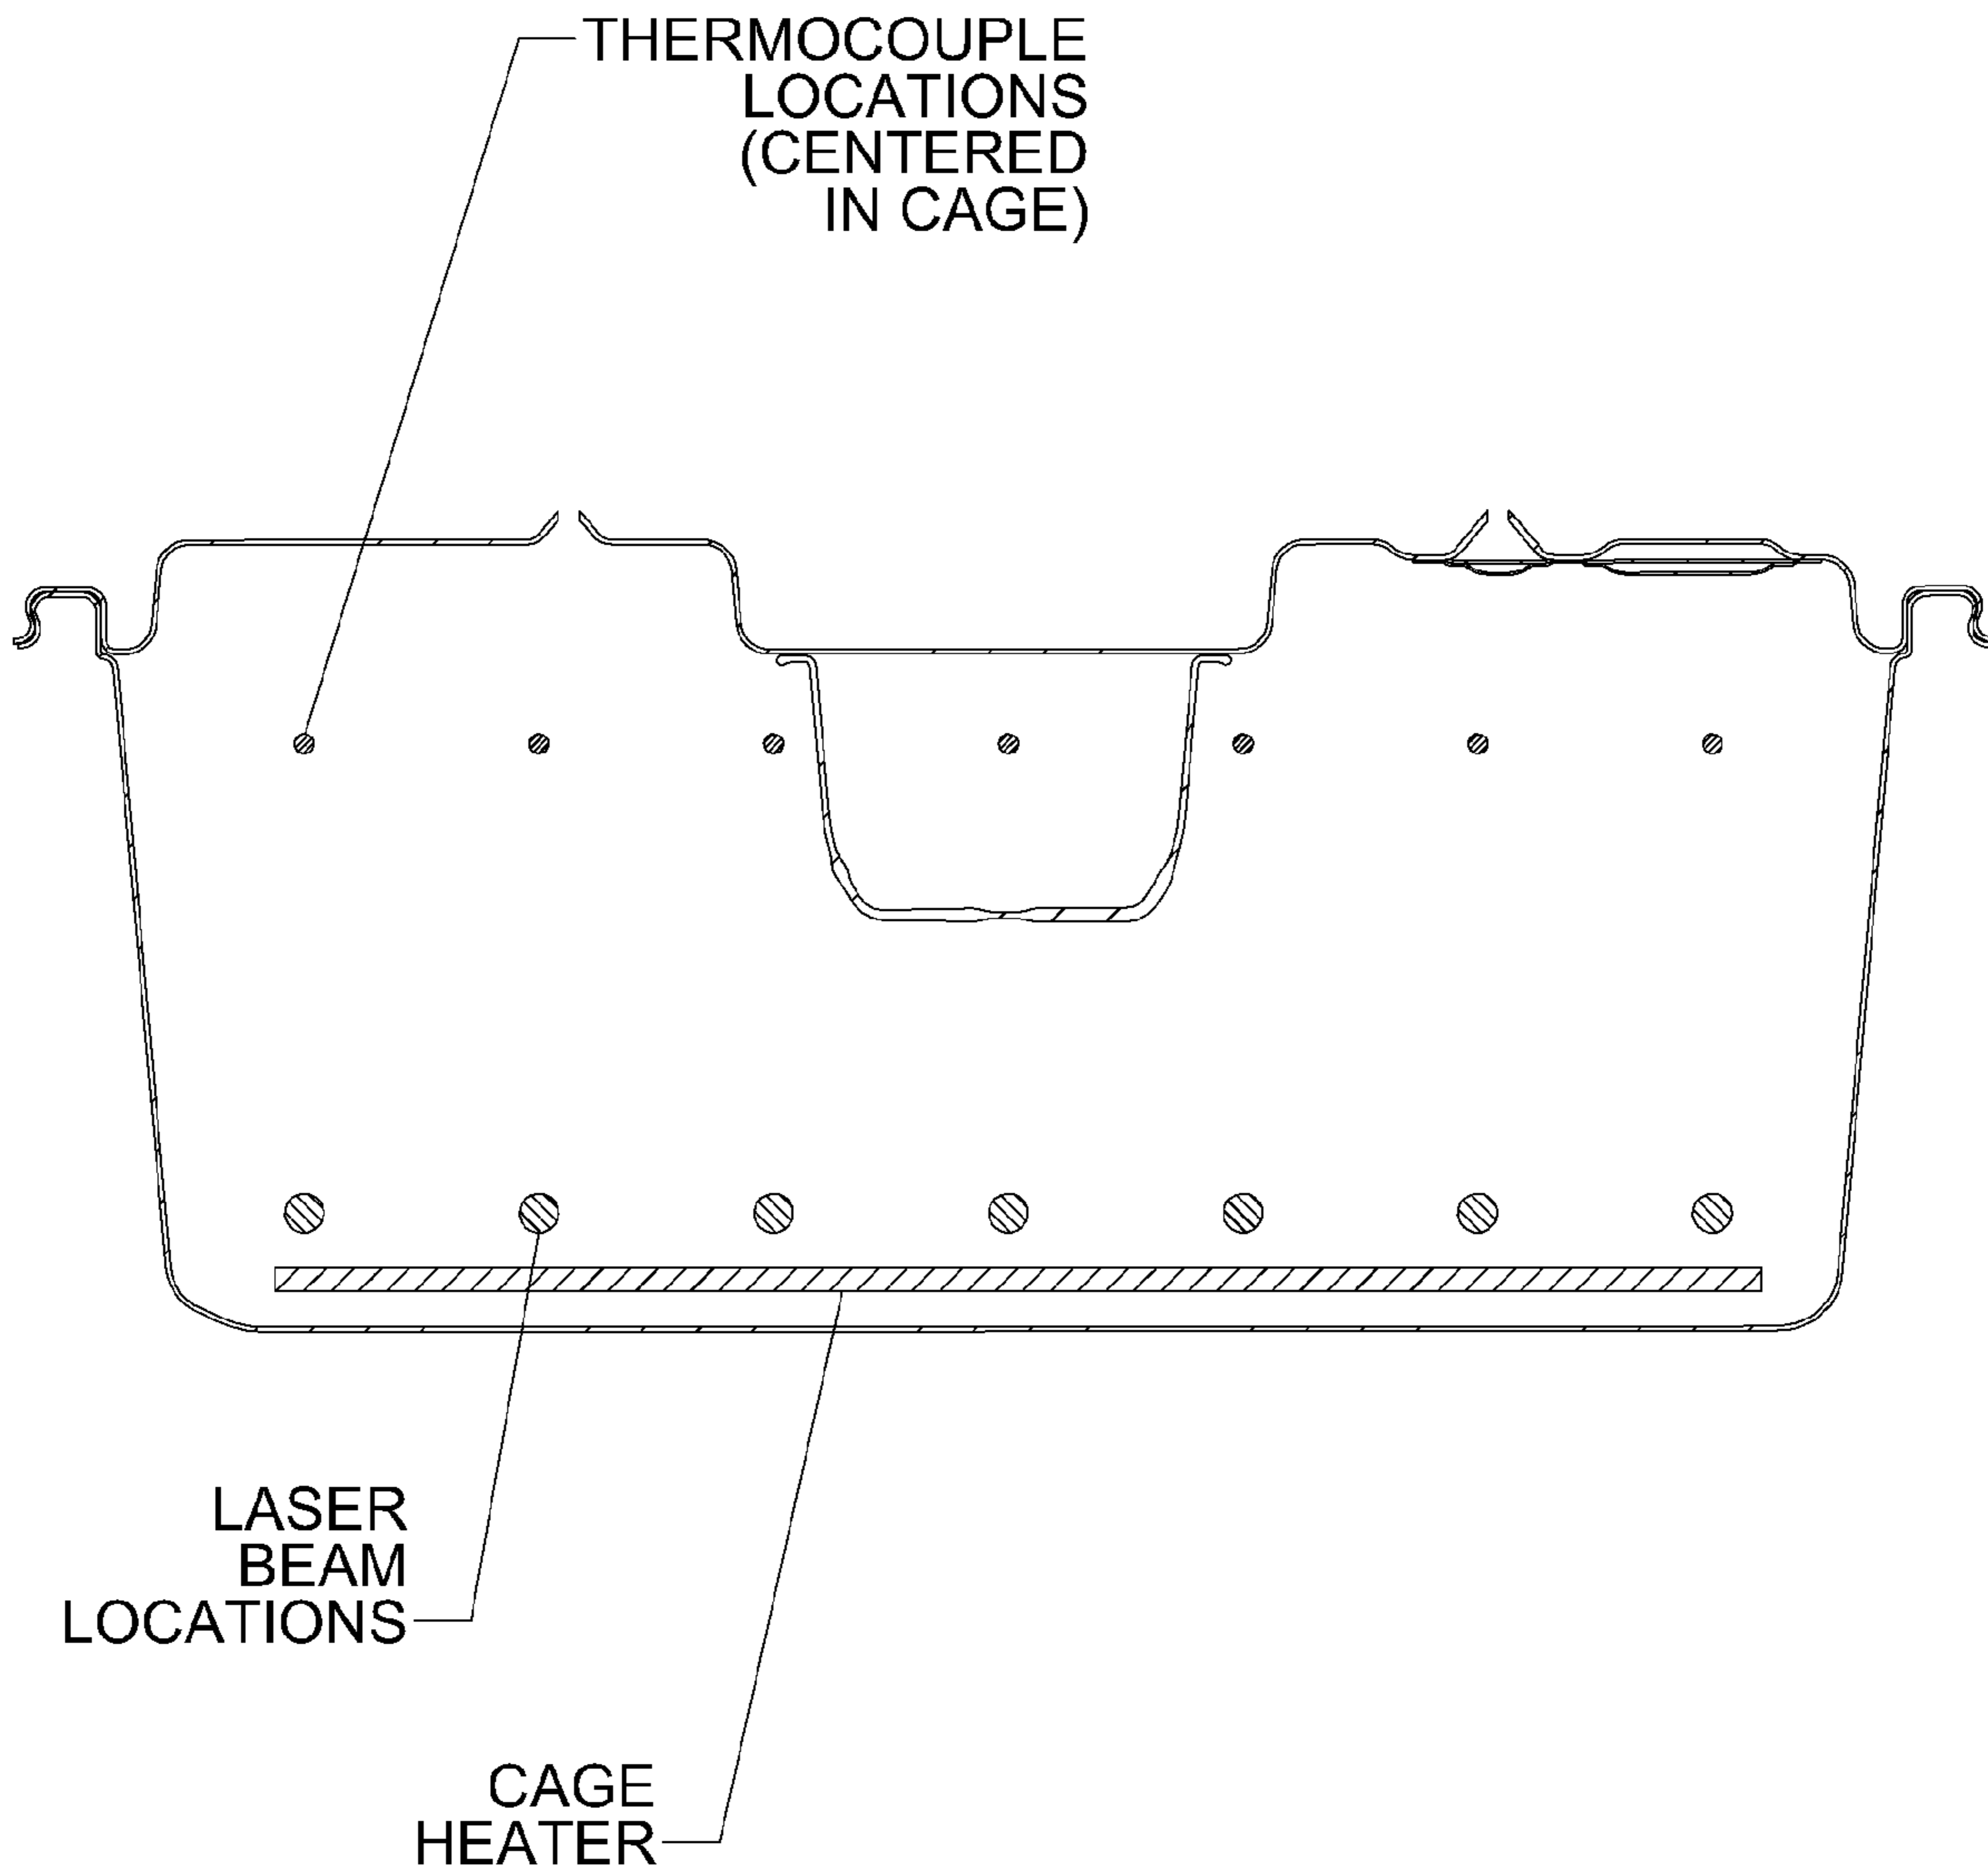 THERMOCOUPLE
LOCATIONS
(CENTERED
IN CAGE)
LASER
BEAM
LOCATIONS
CAGE
HEATER